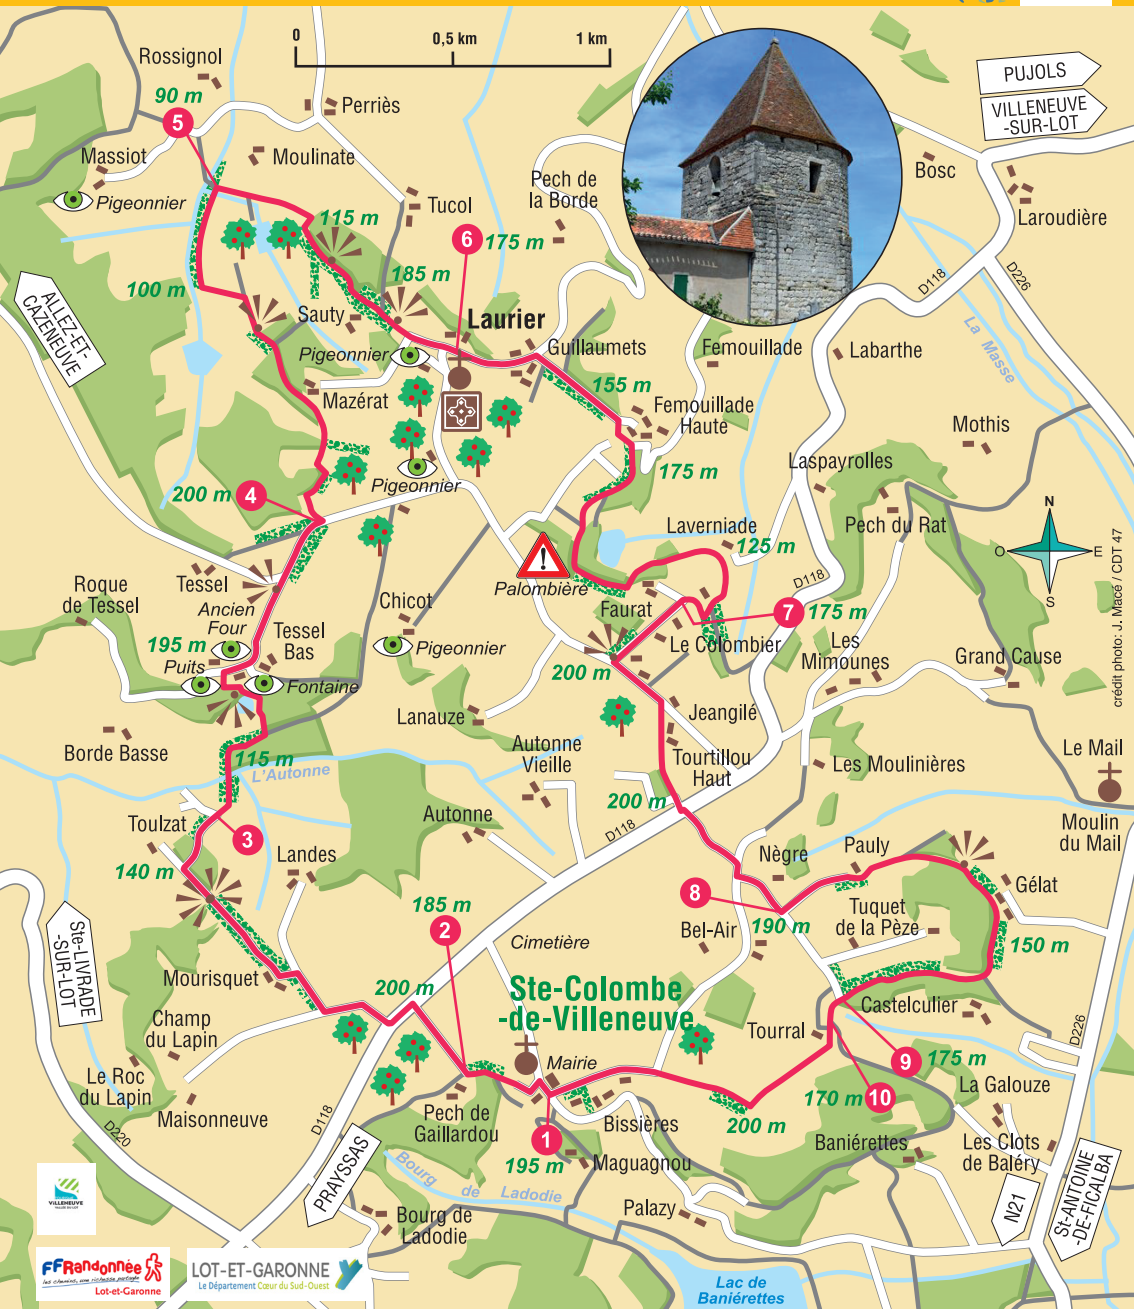 0
0,5 km
1 km
Rossignol
90 m
5
Perriès
Massiot
Moulinate
Pigeonnier
Tucol
115 m
Pech de
la Borde
6
175 m
185 m
100 m
Sauty
Laurier
Pigeonnier
Guillaumets
Mazérat
155 m
Femouillade
Femouillade
Haute
175 m
Pigeonnier
200 m
4
PUJOLS
VILLENEUVE
-SUR-LOT
Bosc
Laroudière
D226
D118
La Masse
Labarthe
Mothis
Laspayrolles
Pech du Rat
N
O
E
S
crédit photo: J. Macé / CDT 47
ALLEZ-ET-
CAZENEUVE
Laverniade
125 m
D118
Palombière
Faurat
7
175 m
Le Colombier
Les
Mimounes
Grand Cause
200 m
Roque
de Tessel
Tessel
Ancien
Four
195 m
Puits
Tessel
Bas
Fontaine
Chicot
Pigeonnier
Lanauze
Jeangilé
Autonne
Vieille
Tourtillou
Haut
Les Moulinières
Le Mail
Moulin
du Mail
Borde Basse
115 m
L'Autonne
200 m
D118
Autonne
Toulzat
3
Landes
140 m
Nègre
Pauly
Gélat
8
190 m
Bel-Air
Tuquet
de la Pèze
150 m
185 m
2
Cimetière
Ste-LIVRADE
-SUR-LOT
Mourisquet
200 m
Ste-Colombe
-de-Villeneuve
Castelculier
Champ
du Lapin
Tourral
9
175 m
D226
Mairie
Le Roc
du Lapin
Maisonneuve
170 m
10
La Galouze
Pech de
Gaillardou
Bissières
200 m
D118
D220
1
195 m
Maguagnou
Baniérettes
Les Clots
de Baléry
PRAYSSAS
Bourg de Ladodie
Palazy
N21
St-ANTOINE
-DE-FICALBA
Bourg de
Ladodie
Lac de
Baniérettes
VILLENEUVE
FFRandonnée
les chemins, une richesse partagée
Lot-et-Garonne
LOT-ET-GARONNE
Le Département Cœur du Sud-Ouest